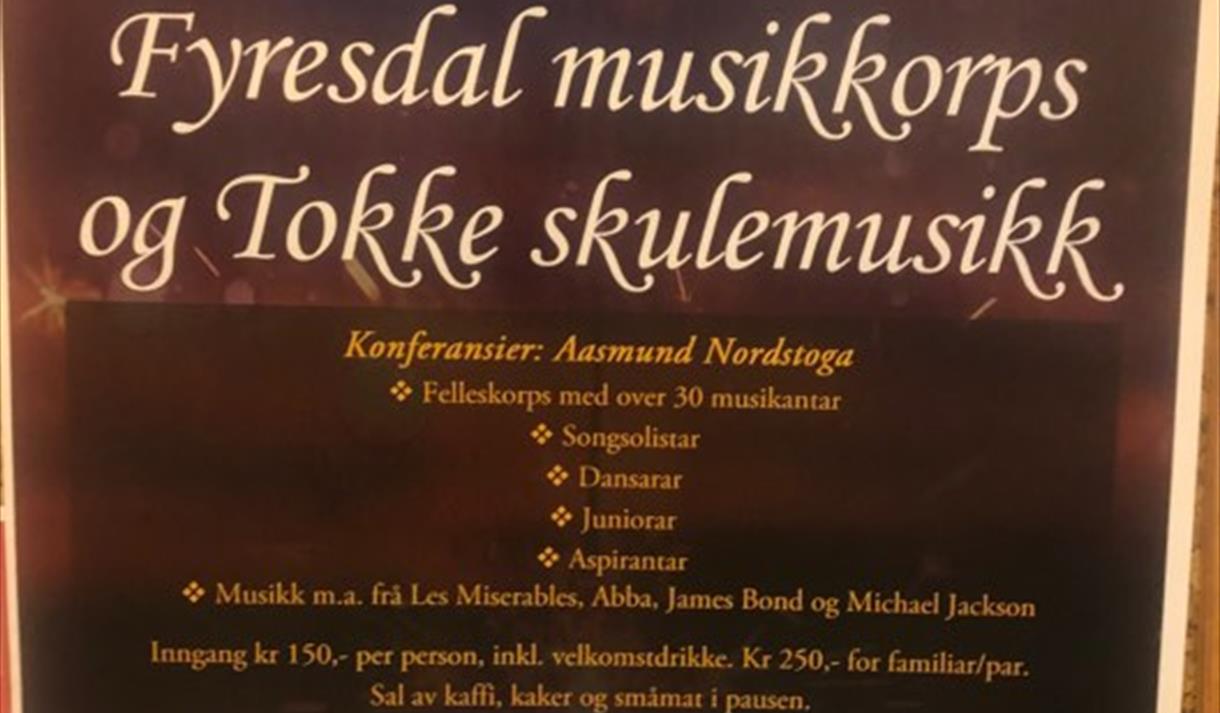 Fyresdal musikkorps
og Tokke skulemusikk
Konferansier: Aasmund Nordstoga
❖ Felleskorps med over 30 musikantar
❖ Songsolistar
❖ Dansarar
❖ Juniorar
❖ Aspirantar
❖ Musikk m.a. frå Les Miserables, Abba, James Bond og Michael Jackson
Inngang kr 150,- per person, inkl. velkomstdrikke. Kr 250,- for familiar/par.
Sal av kaffi, kaker og småmat i pausen.